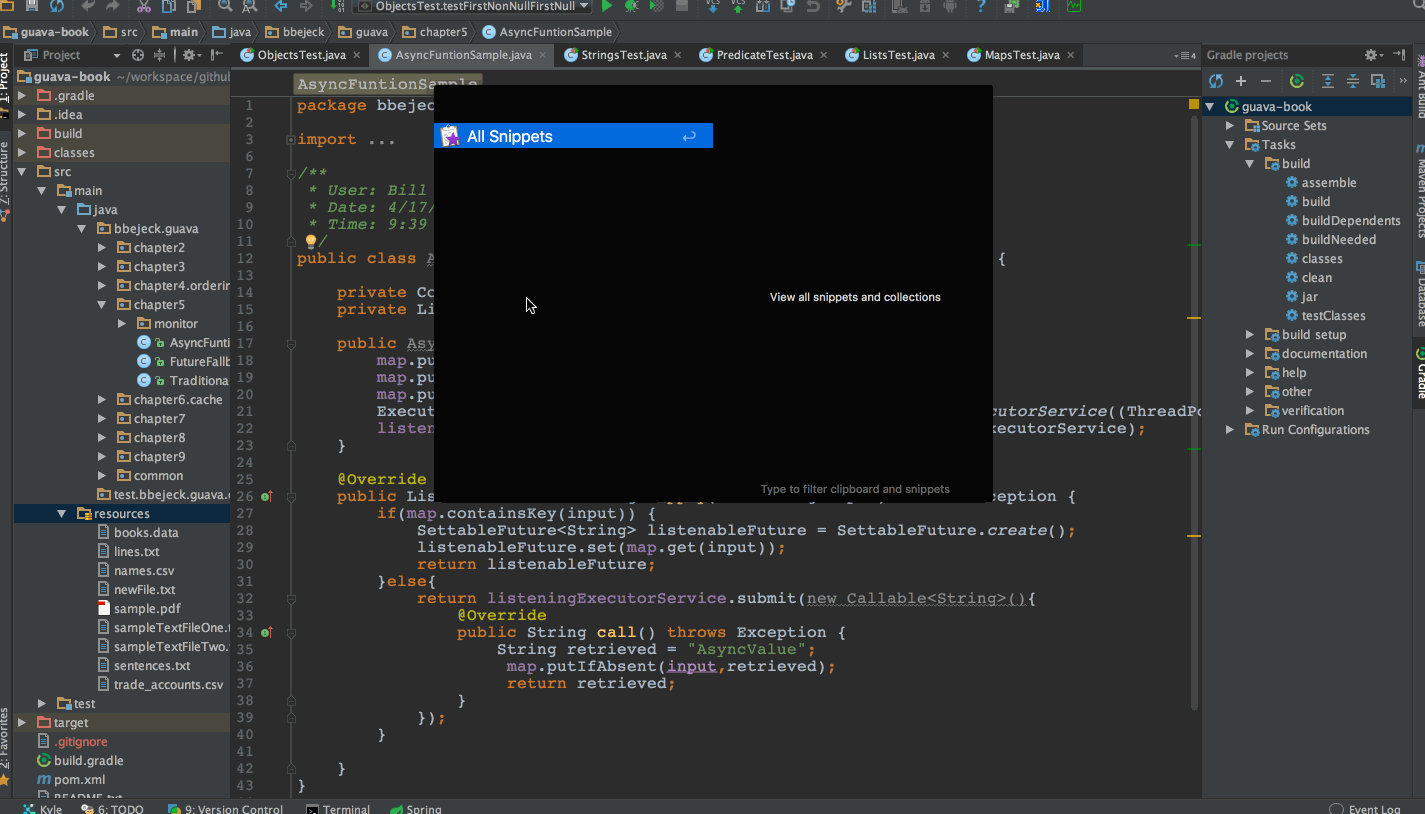 ObjectsTest.testFirstNonNullFirstNull
guava-book
src
main
java
bbejeck
guava
chapter5
AsyncFuntionSample
1: Project
Z: Structure
2: Favorites
Project
guava-book ~/workspace/githu
.gradle
.idea
build
classes
src
main
java
bbejeck.guava
chapter2
chapter3
chapter4.orderin
chapter5
monitor
AsyncFunti
FutureFallb
Traditiona
chapter6.cache
chapter7
chapter8
chapter9
common
test.bbejeck.guava.
resources
books.data
lines.txt
names.csv
newFile.txt
sample.pdf
sampleTextFileOne.t
sampleTextFileTwo.
sentences.txt
trade_accounts.csv
test
target
.gitignore
build.gradle
pom.xml
README.txt
ObjectsTest.java
AsyncFuntionSample.java
StringsTest.java
PredicateTest.java
ListsTest.java
MapsTest.java
4
AsyncFuntionSample
1 package bbejec
2
3 import ...
6
7 /**
8 * User: Bill
9 * Date: 4/17/
10 * Time: 9:39
11 */
12 public class A {
13
14 private Co
15 private Li
16
17 public Asy
18 map.pu
19 map.pu
20 map.pu
21 Execut cutorService((ThreadPo
22 listen xecutorService);
23 }
24
25 @Override
26 public Lis ception {
27 if(map.containsKey(input)) {
28 SettableFuture<String> listenableFuture = SettableFuture.create();
29 listenableFuture.set(map.get(input));
30 return listenableFuture;
31 }else{
32 return listeningExecutorService.submit(new Callable<String>(){
33 @Override
34 public String call() throws Exception {
35 String retrieved = "AsyncValue";
36 map.putIfAbsent(input,retrieved);
37 return retrieved;
38 }
39 });
40 }
41
42 }
43 }
All Snippets
View all snippets and collections
Type to filter clipboard and snippets
Gradle projects
guava-book
Source Sets
Tasks
build
assemble
build
buildDependents
buildNeeded
classes
clean
jar
testClasses
build setup
documentation
help
other
verification
Run Configurations
Ant Build
Maven Projects
Database
Gradle
Kyle
6: TODO
9: Version Control
Terminal
Spring
Event Log